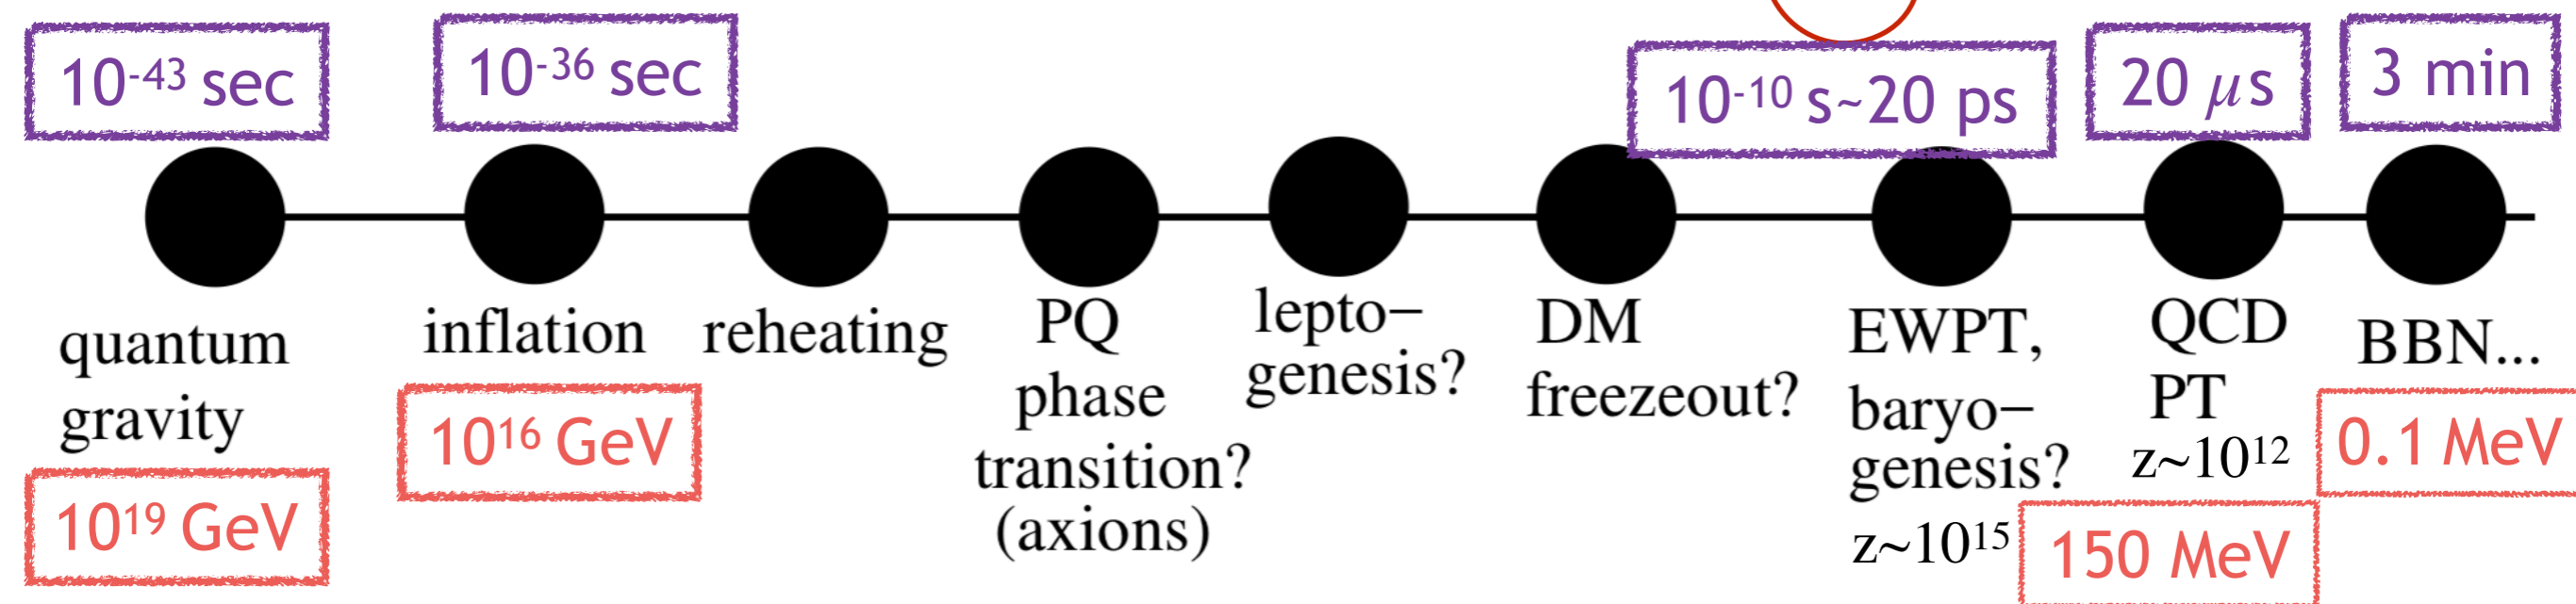 10-43 sec
10-36 sec
10-10 s~20 ps
20 μs
3 min
quantum
gravity
1019 GeV
inflation
1016 GeV
reheating
PQ
phase
transition?
(axions)
lepto−
genesis?
DM
freezeout?
EWPT,
baryo−
genesis?
z~1015
QCD
PT
z~1012
150 MeV
BBN...
0.1 MeV